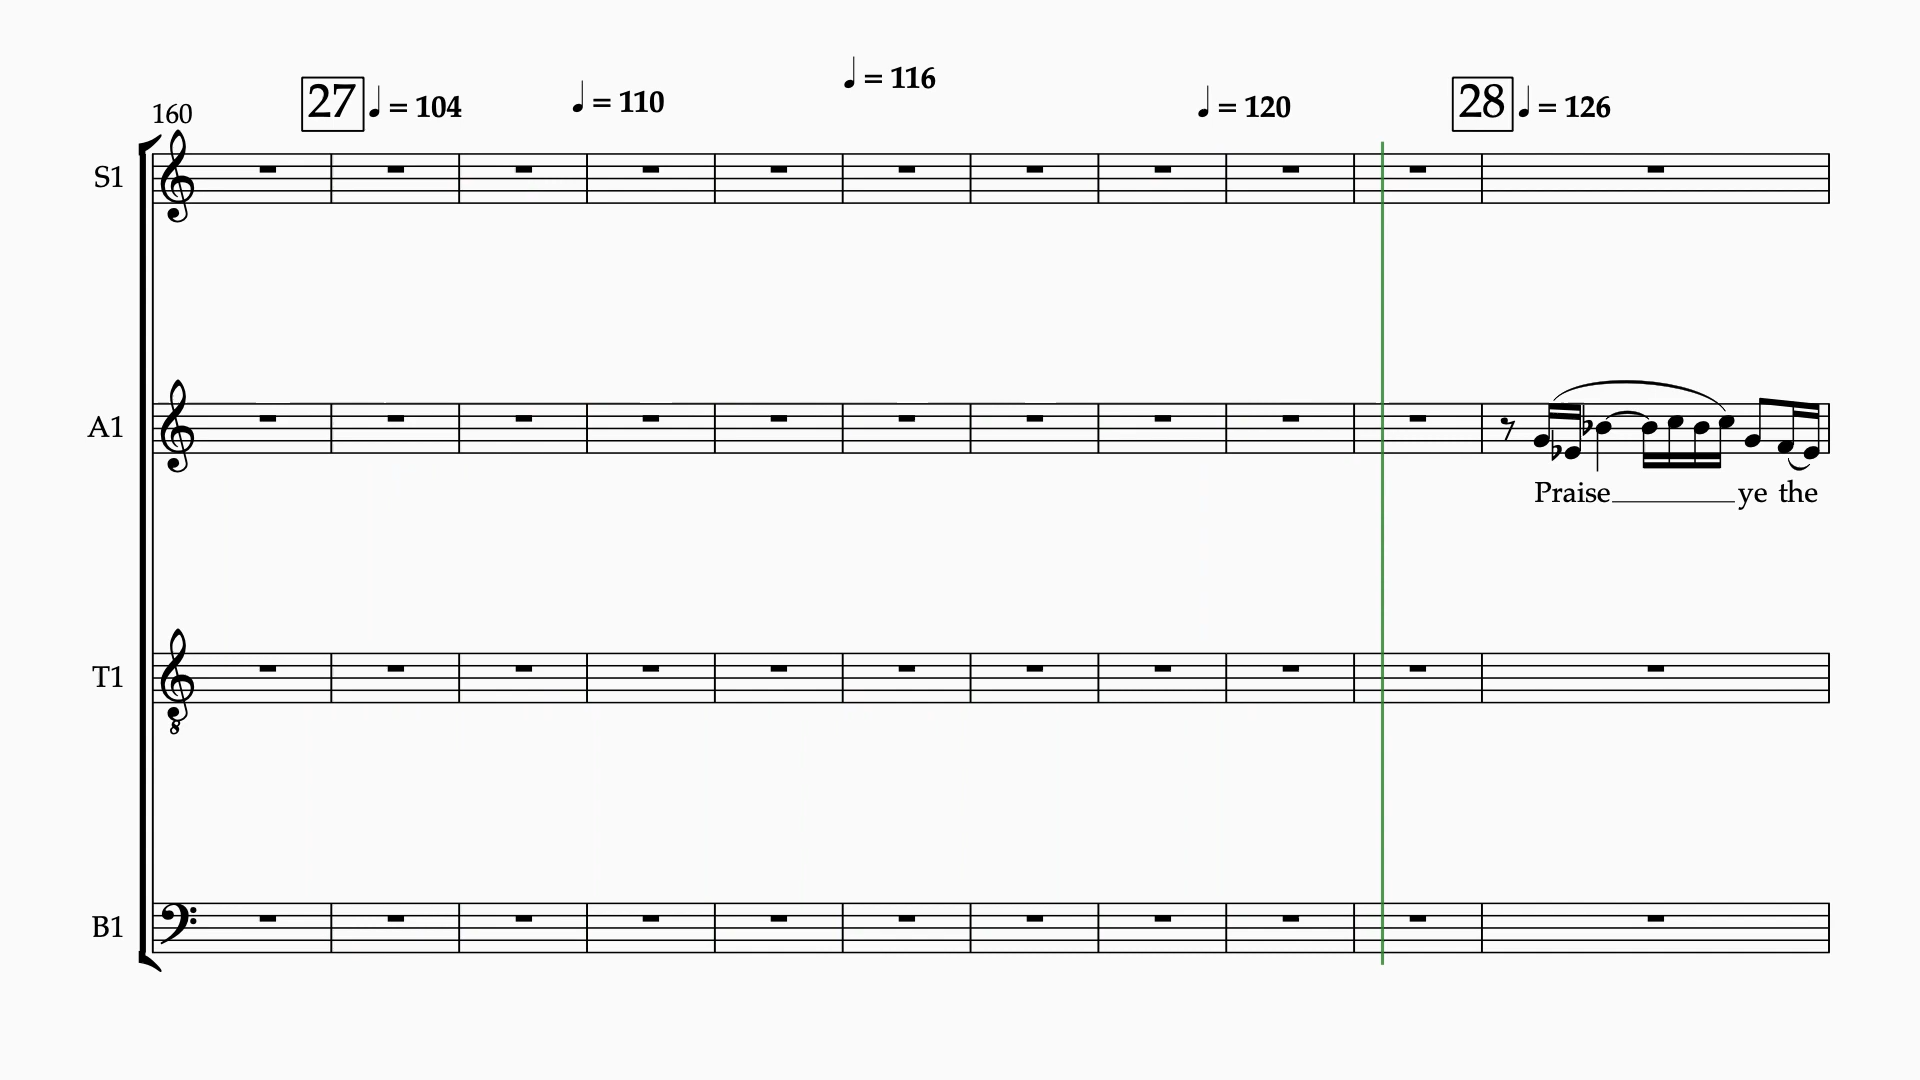 160 27 ♩ = 104 ♩ = 110 ♩ = 116 ♩ = 120 28 ♩ = 126
S1
A1
Praise ye the
T1
B1